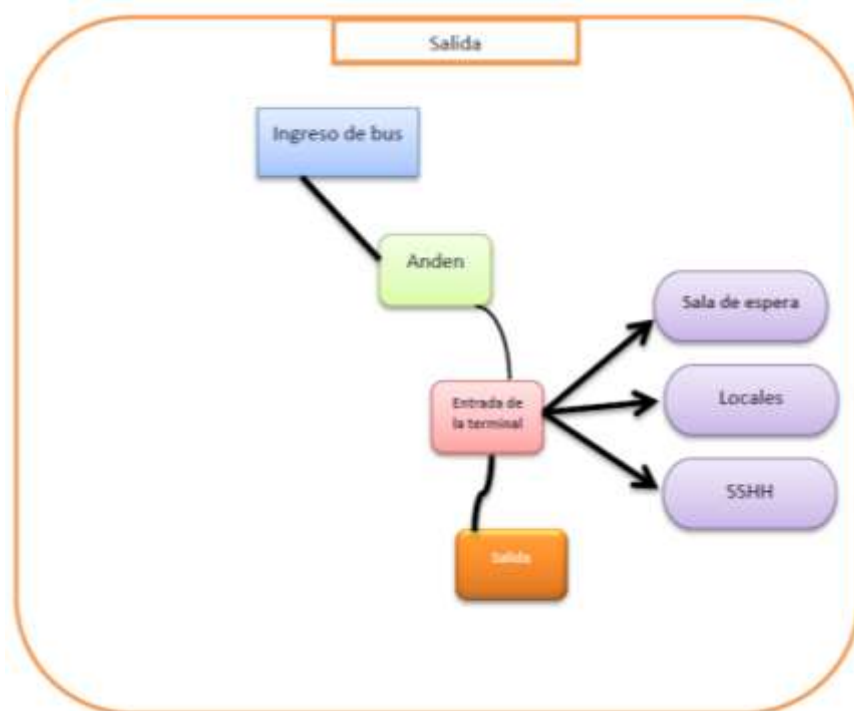 Salida
Ingreso de bus
Anden
Sala de espera
Entrada de
la terminal
Locales
SSHH
Salida